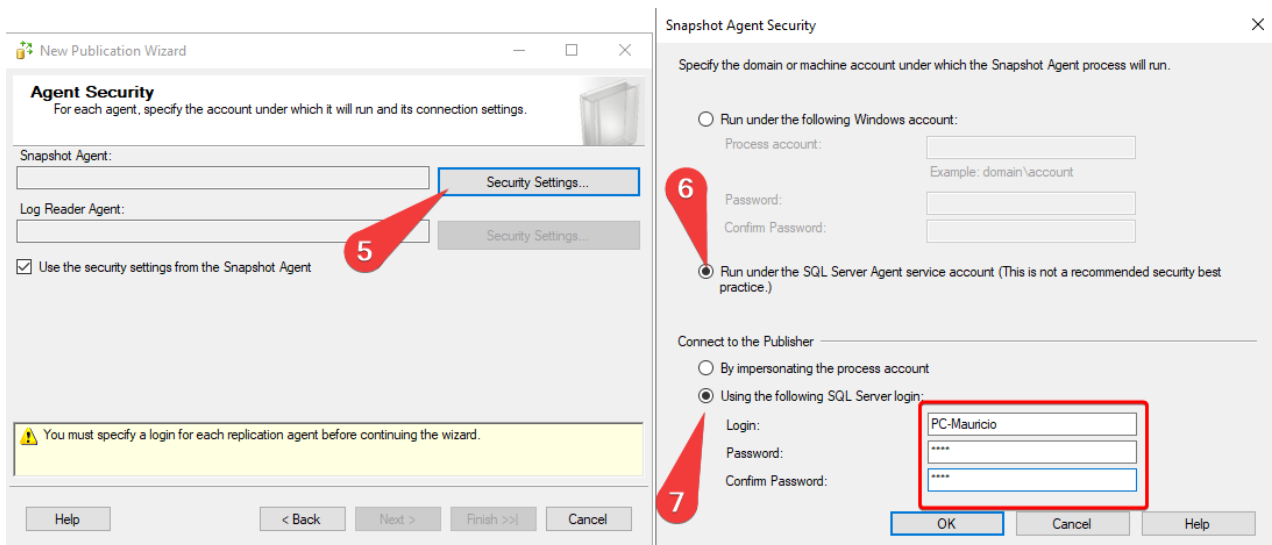 New Publication Wizard
Agent Security
For each agent, specify the account under which it will run and its connection settings.
Snapshot Agent:
Security Settings...
Log Reader Agent:
Security Settings...
5
Use the security settings from the Snapshot Agent
You must specify a login for each replication agent before continuing the wizard.
Help
< Back
Next >
Finish >>|
Cancel
Snapshot Agent Security
Specify the domain or machine account under which the Snapshot Agent process will run.
Run under the following Windows account:
Process account:
Example: domain\account
6
Password:
Confirm Password:
Run under the SQL Server Agent service account (This is not a recommended security best
practice.)
Connect to the Publisher
By impersonating the process account
Using the following SQL Server login:
Login:
PC-Mauricio
Password:
****
Confirm Password:
****
7
OK
Cancel
Help